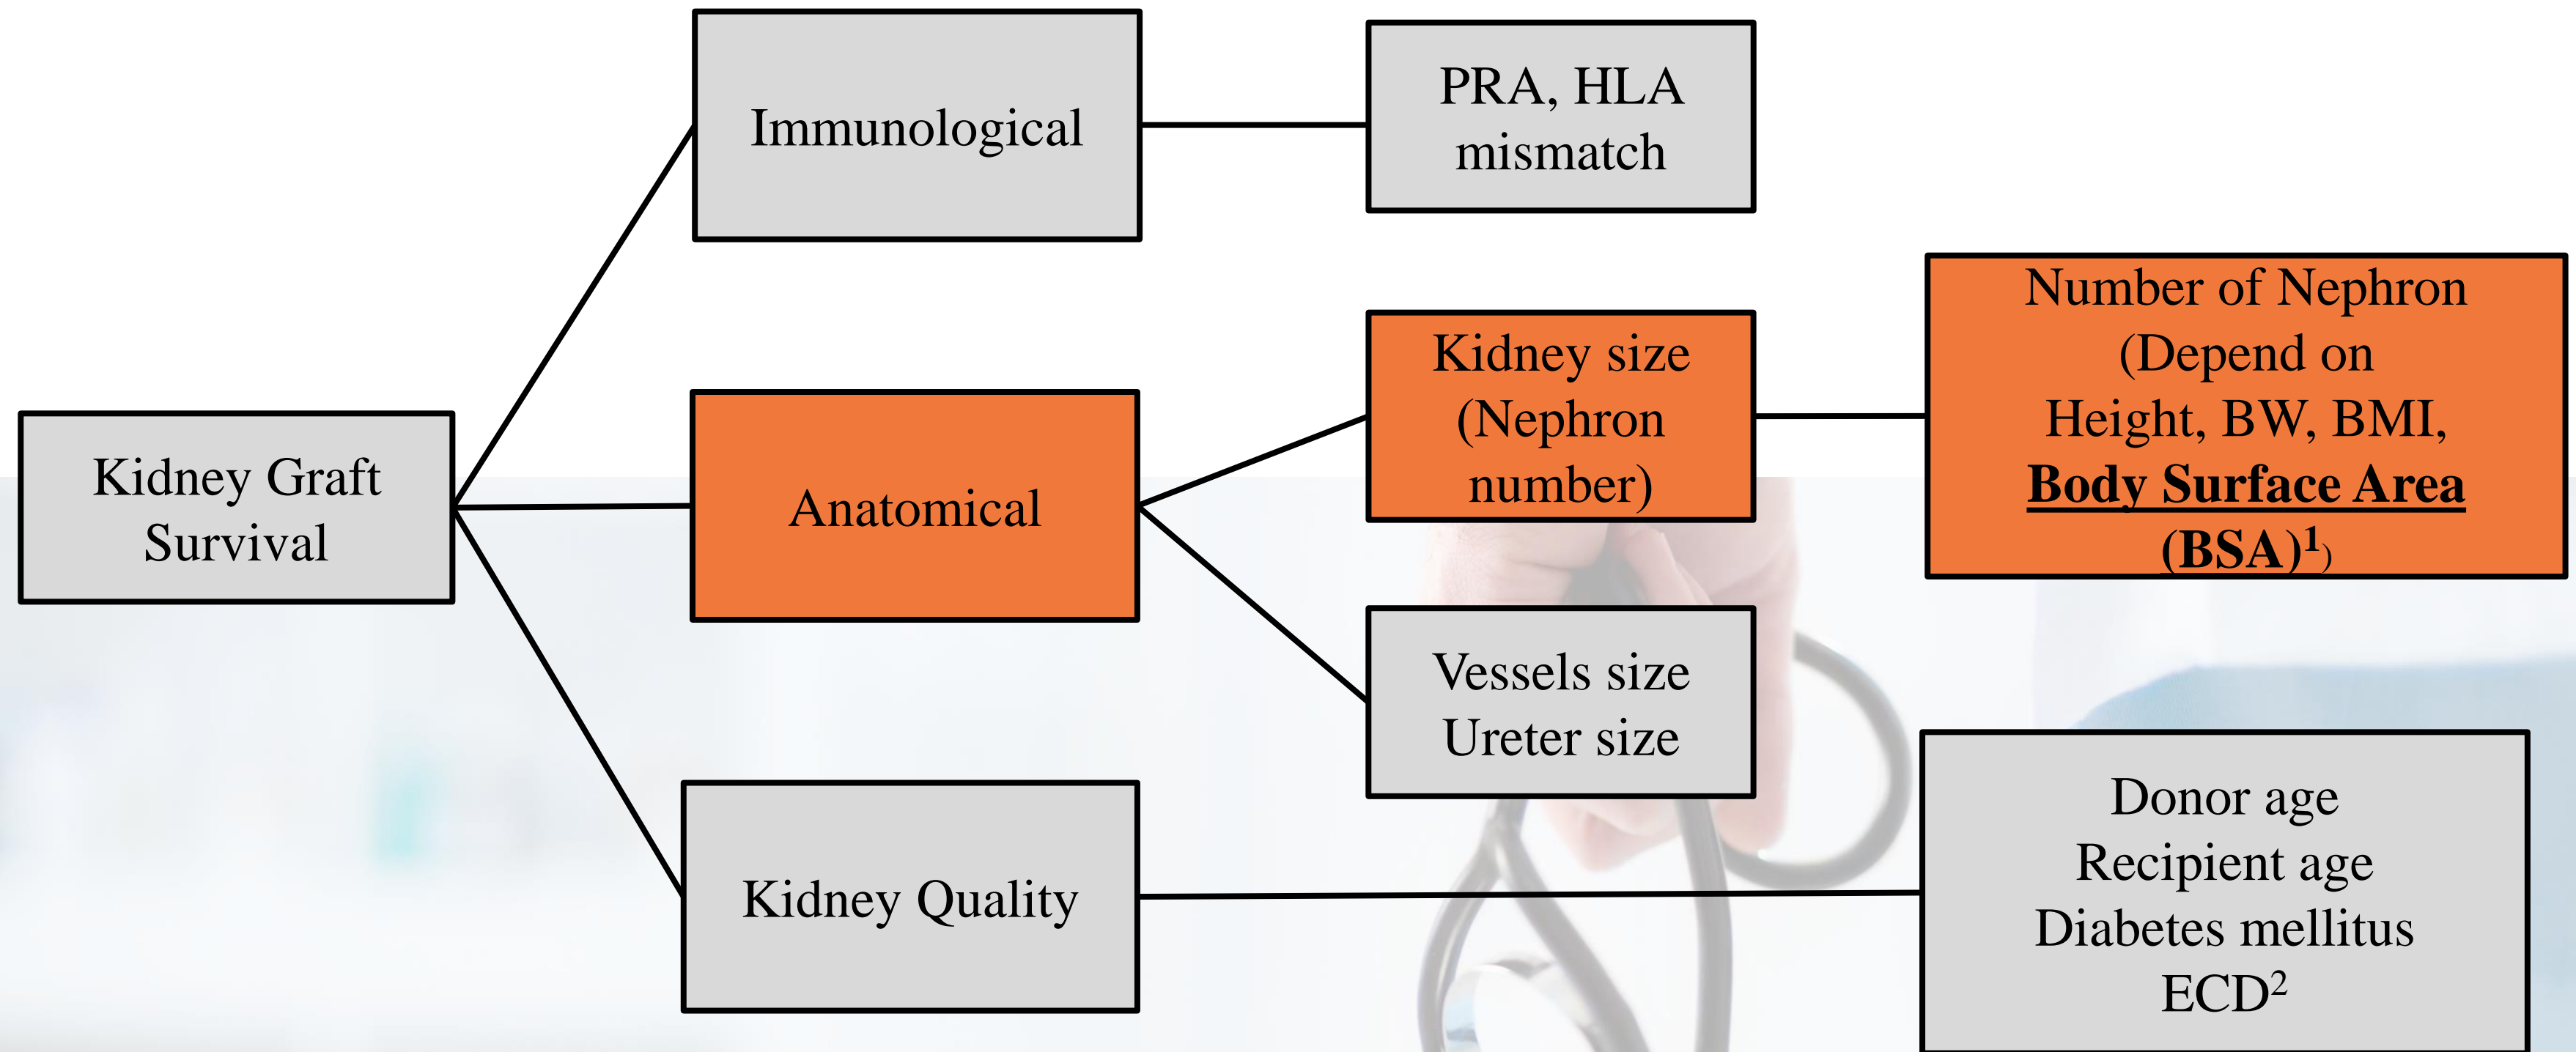 Immunological
PRA, HLA
mismatch
Kidney Graft
Survival
Anatomical
Kidney size
(Nephron
number)
Number of Nephron
(Depend on
Height, BW, BMI,
Body Surface Area
(BSA)¹)
Vessels size
Ureter size
Kidney Quality
Donor age
Recipient age
Diabetes mellitus
ECD²